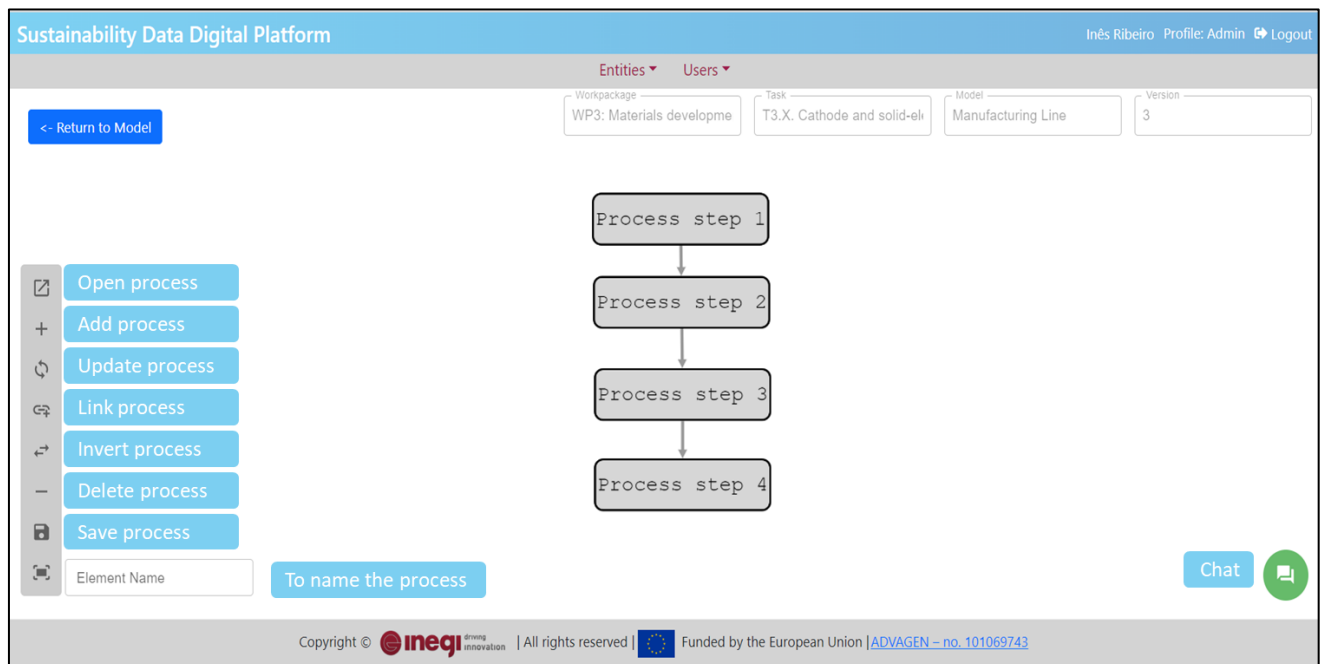 Sustainability Data Digital Platform
Inês Ribeiro Profile: Admin Logout
Entities Users
<- Return to Model
Workpackage
WP3: Materials developme
Task
T3.X. Cathode and solid-el
Model
Manufacturing Line
Version
3
Process step 1
Process step 2
Process step 3
Process step 4
Open process
Add process
Update process
Link process
Invert process
Delete process
Save process
Element Name
To name the process
Chat
Copyright © inegi driving innovation | All rights reserved | Funded by the European Union | ADVAGEN – no. 101069743